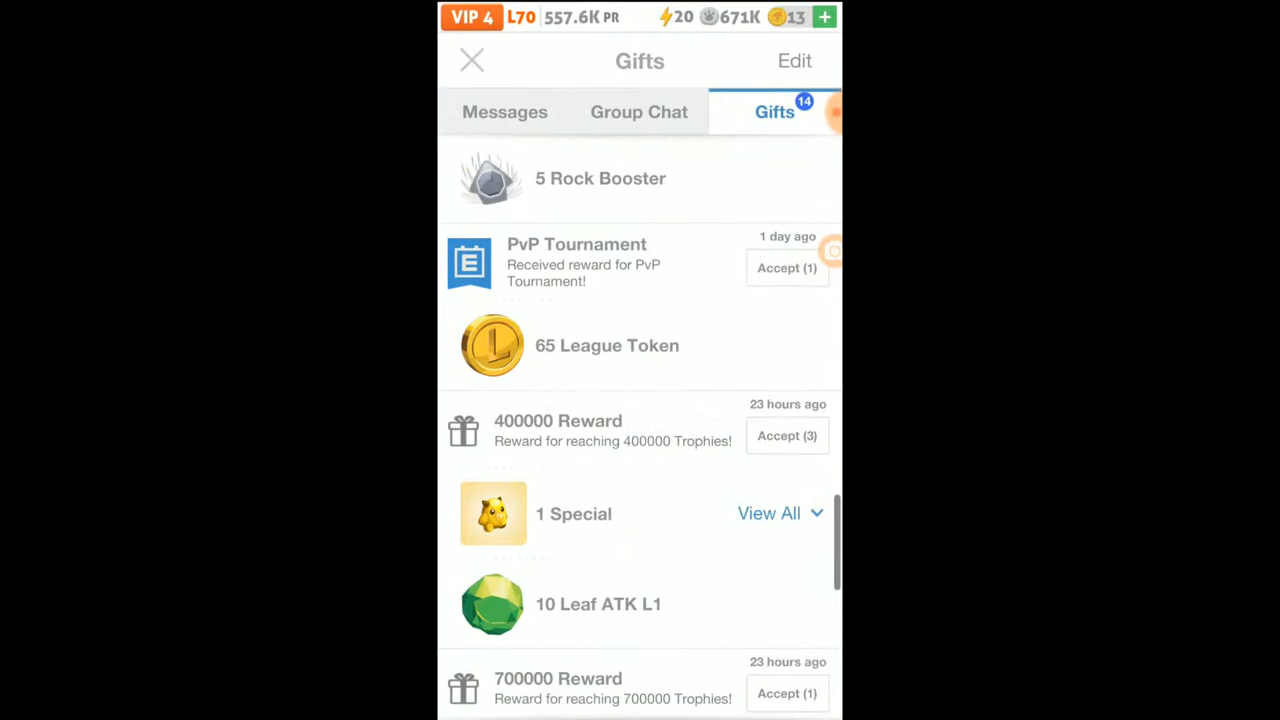 VIP 4 L70 557.6K PR 20 671K 13 +
Gifts Edit
Messages Group Chat Gifts 14
5 Rock Booster
PvP Tournament
1 day ago
Received reward for PvP
Tournament!
Accept (1)
E
65 League Token
L
400000 Reward
23 hours ago
Reward for reaching 400000 Trophies!
Accept (3)
1 Special
View All
10 Leaf ATK L1
700000 Reward
23 hours ago
Reward for reaching 700000 Trophies!
Accept (1)